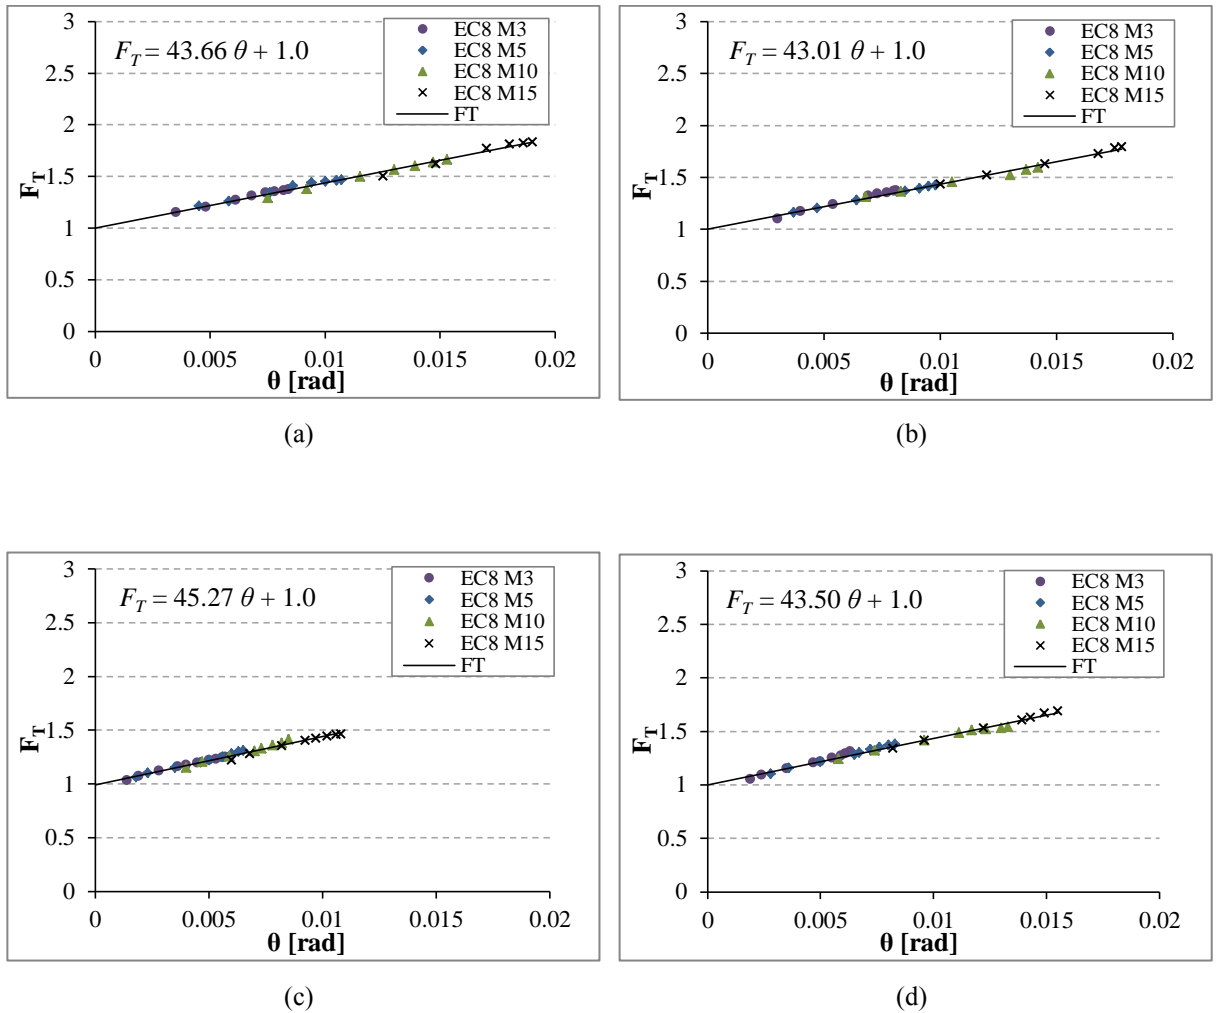 F_T = 43.66 θ + 1.0
EC8 M3
EC8 M5
EC8 M10
EC8 M15
FT
3
2.5
2
1.5
1
0.5
0
F_T
0
0.005
0.01
0.015
0.02
θ [rad]
(a)
F_T = 43.01 θ + 1.0
EC8 M3
EC8 M5
EC8 M10
EC8 M15
FT
3
2.5
2
1.5
1
0.5
0
F_T
0
0.005
0.01
0.015
0.02
θ [rad]
(b)
F_T = 45.27 θ + 1.0
EC8 M3
EC8 M5
EC8 M10
EC8 M15
FT
3
2.5
2
1.5
1
0.5
0
F_T
0
0.005
0.01
0.015
0.02
θ [rad]
(c)
F_T = 43.50 θ + 1.0
EC8 M3
EC8 M5
EC8 M10
EC8 M15
FT
3
2.5
2
1.5
1
0.5
0
F_T
0
0.005
0.01
0.015
0.02
θ [rad]
(d)